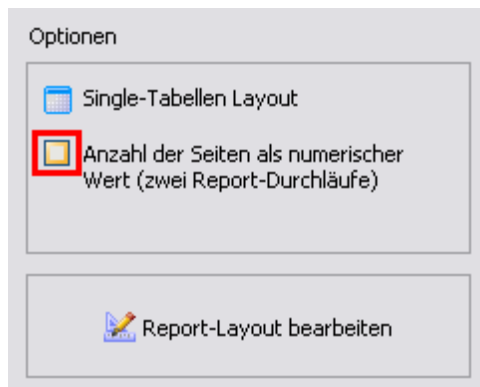 Optionen
Single-Tabellen Layout
Anzahl der Seiten als numerischer
Wert (zwei Report-Durchläufe)
Report-Layout bearbeiten